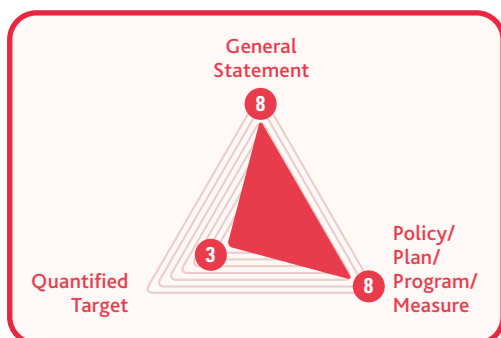 General
Statement
8
3
Policy/
Plan/
Program/
Measure
8
Quantified
Target